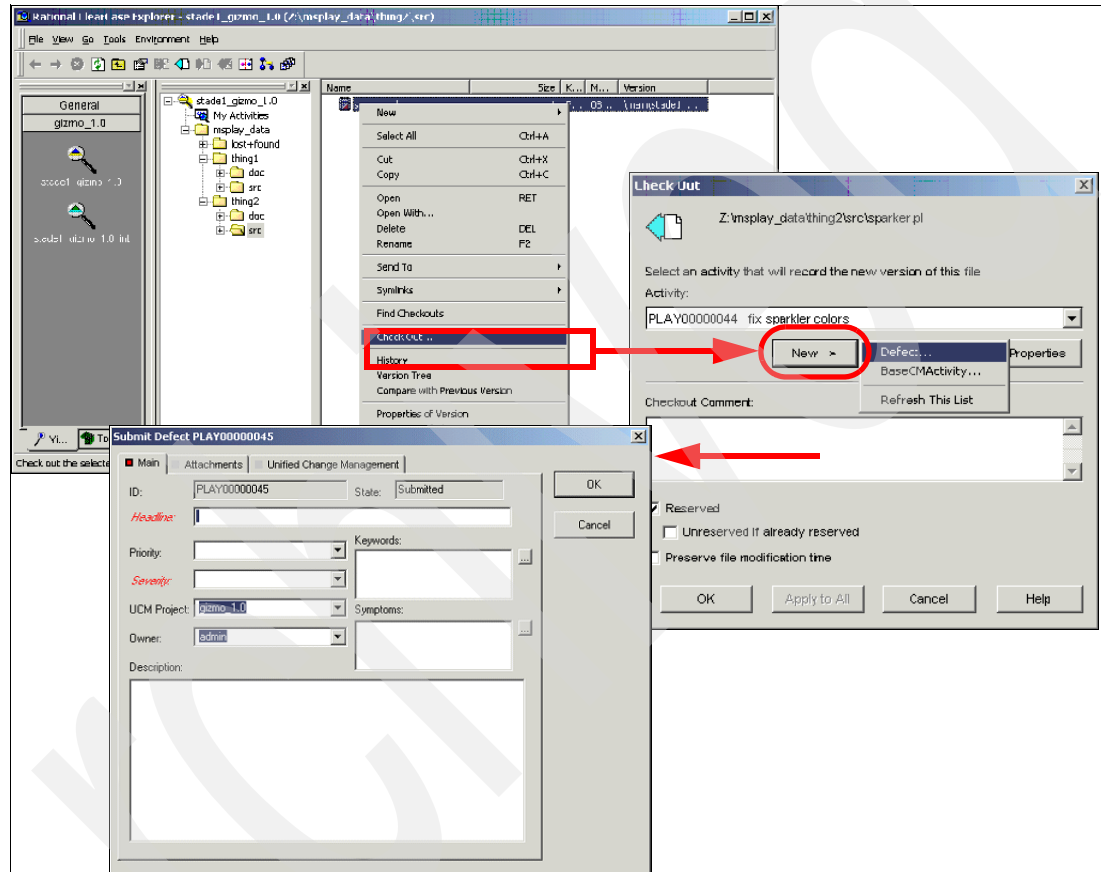 Rational ClearCase Explorer - stade1_gizmo_1.0 (Z:\msplay_data\thing2\src)
File View Go Tools Environment Help
General
gizmo_1.0
stade1_gizmo_1.0
stade1_gizmo_1.0_int
stade1_gizmo_1.0
My Activities
msplay_data
lost+found
thing1
doc
src
thing2
doc
src
Name Size K... M... Version
New
Select All Ctrl+A
Cut Ctrl+X
Copy Ctrl+C
Open RET
Open With...
Delete DEL
Rename F2
Send To
Symlinks
Find Checkouts
Check Out...
History
Version Tree
Compare with Previous Version
Properties of Version
Vi...
Check out the selecte
Check Out
Z:\msplay_data\thing2\src\sparker.pl
Select an activity that will record the new version of this file
Activity:
PLAY00000044 fix sparkler colors
New > Properties
Defect...
BaseCMActivity...
Refresh This List
Checkout Comment:
Reserved
Unreserved if already reserved
Preserve file modification time
OK Apply to All Cancel Help
Submit Defect PLAY00000045
Main Attachments Unified Change Management
ID: PLAY00000045 State: Submitted
Headline:
Priority:
Severity:
UCM Project: gizmo_1.0
Owner: admin
Keywords:
...
Symptoms:
...
Description:
OK
Cancel